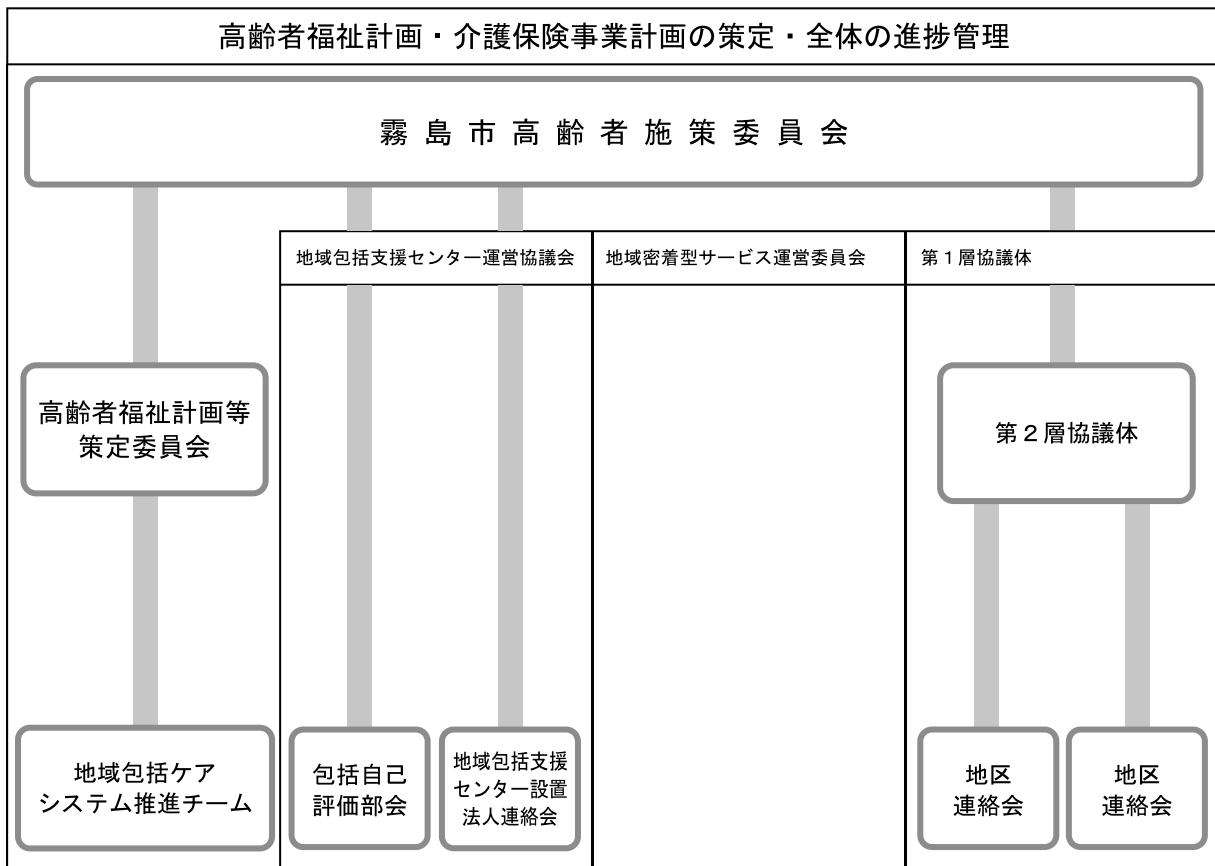 高齢者福祉計画・介護保険事業計画の策定・全体の進捗管理
霧島市高齢者施策委員会
地域包括支援センター運営協議会
地域密着型サービス運営委員会
第１層協議体
高齢者福祉計画等
策定委員会
第２層協議体
地域包括ケア
システム推進チーム
包括自己
評価部会
地域包括支援
センター設置
法人連絡会
地区
連絡会
地区
連絡会